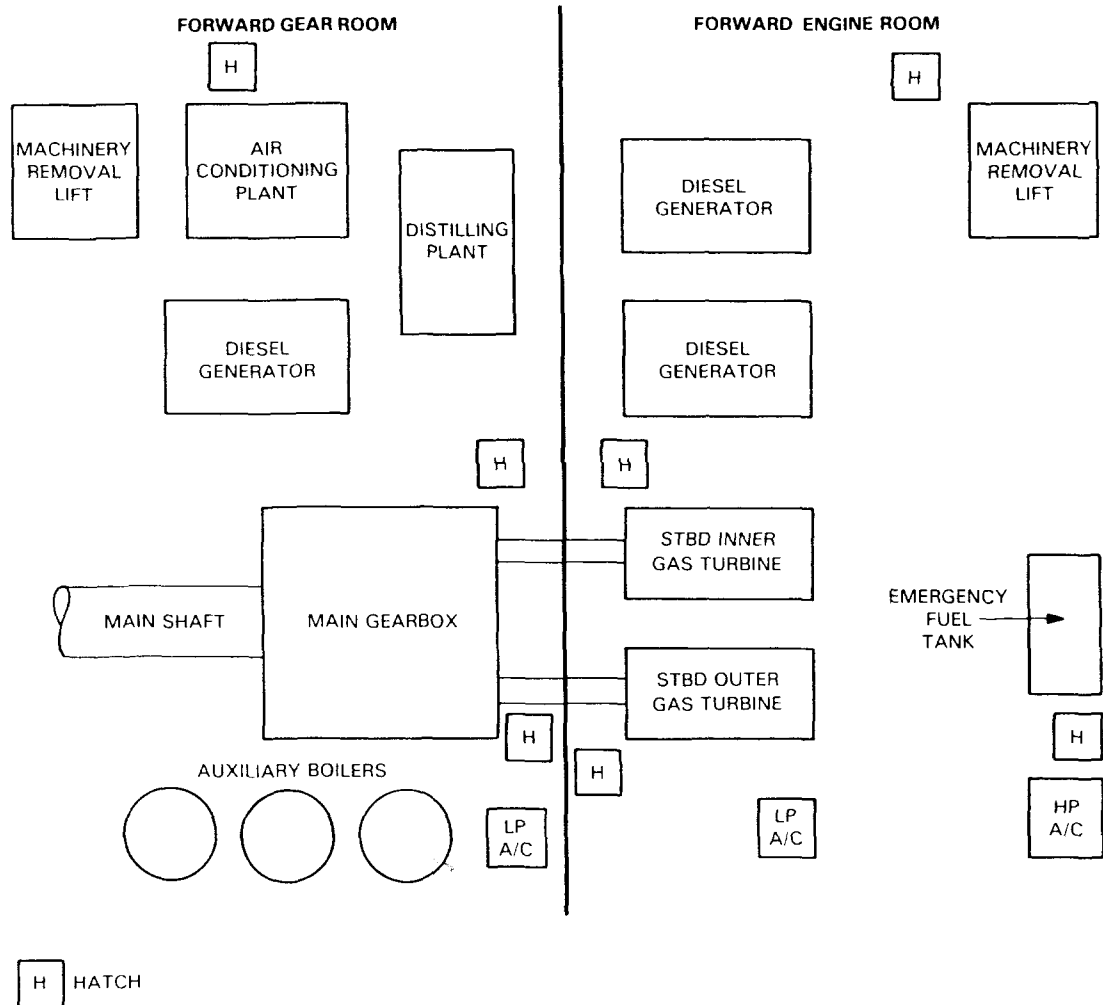 FORWARD GEAR ROOM
FORWARD ENGINE ROOM
H
H
MACHINERY
REMOVAL
LIFT
AIR
CONDITIONING
PLANT
DISTILLING
PLANT
DIESEL
GENERATOR
MACHINERY
REMOVAL
LIFT
DIESEL
GENERATOR
DIESEL
GENERATOR
H
H
MAIN SHAFT
MAIN GEARBOX
STBD INNER
GAS TURBINE
EMERGENCY
FUEL
TANK
STBD OUTER
GAS TURBINE
H
H
H
AUXILIARY BOILERS
LP
A/C
LP
A/C
HP
A/C
H HATCH